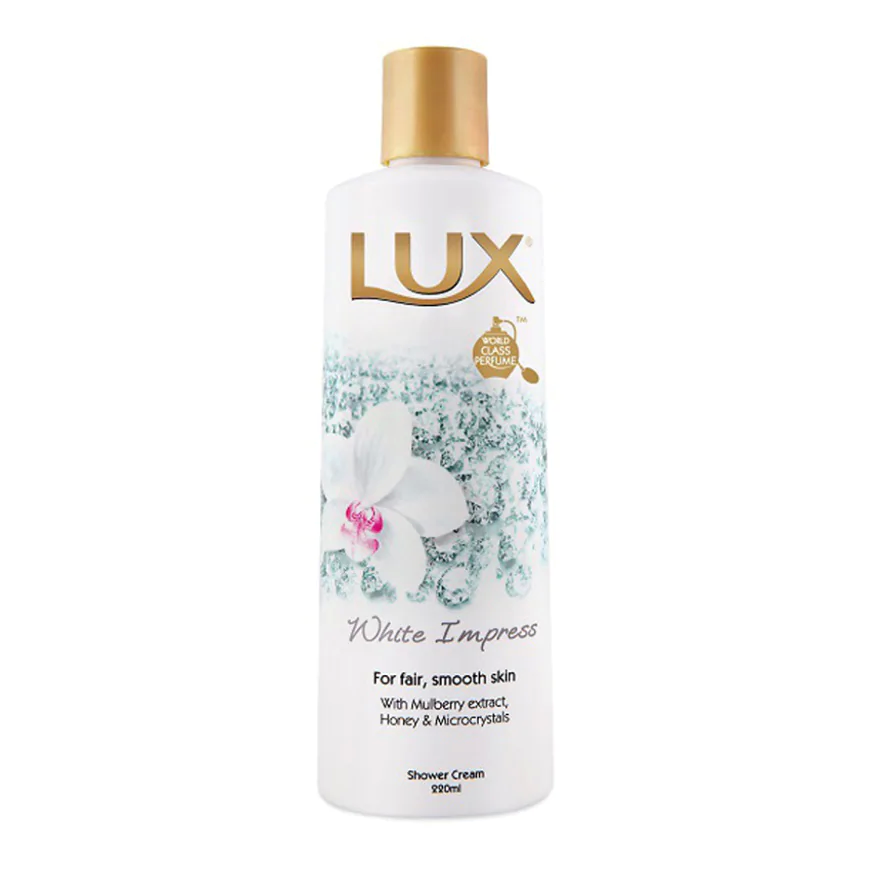 LUX®
TM
WORLD
CLASS
PERFUME
White Impress
For fair, smooth skin
With Mulberry extract,
Honey & Microcrystals
Shower Cream
220ml